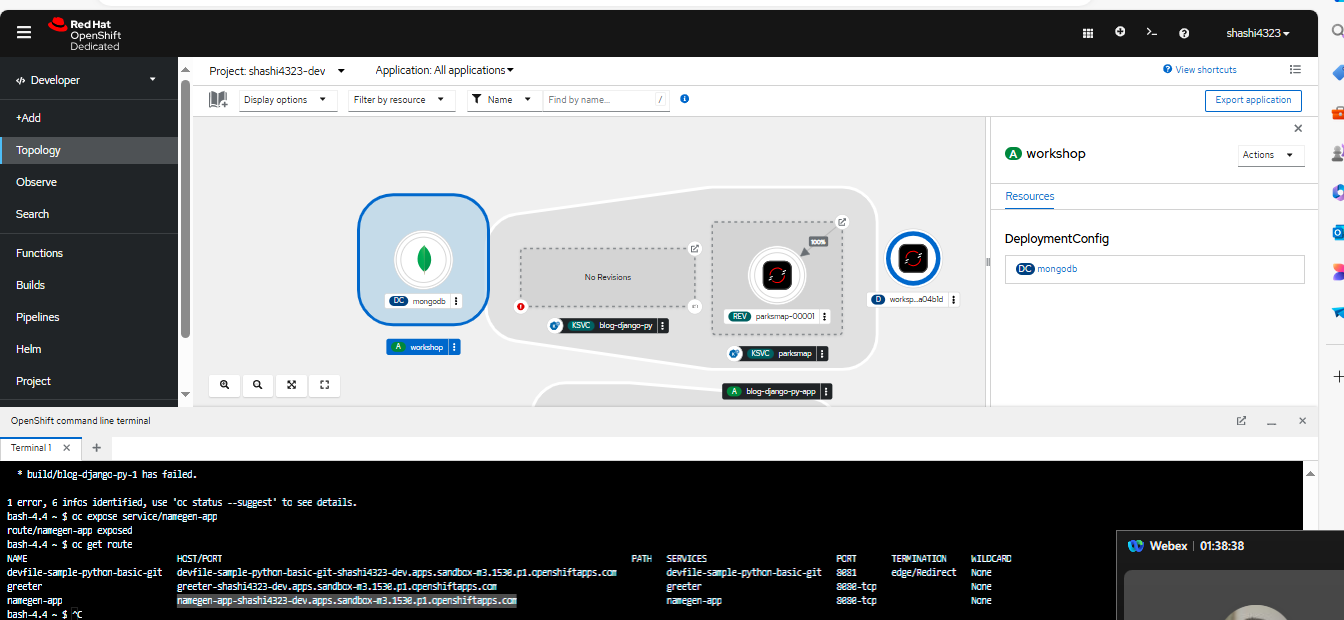 Red Hat
OpenShift
Dedicated
shashi4323
Developer
Project: shashi4323-dev
Application: All applications
View shortcuts
Display options
Filter by resource
Name
Find by name...
/
Export application
+Add
Topology
Observe
Search
Functions
Builds
Pipelines
Helm
Project
DC mongodb
A workshop
No Revisions
KSVC blog-django-py
100%
REV parksmap-00001
KSVC parksmap
D worksp...a04b1d
A blog-django-py-app
A workshop
Actions
Resources
DeploymentConfig
DC mongodb
OpenShift command line terminal
Terminal 1
* build/blog-django-py-1 has failed.
1 error, 6 infos identified, use 'oc status --suggest' to see details.
bash-4.4 ~ $ oc expose service/namegen-app
route/namegen-app exposed
bash-4.4 ~ $ oc get route
NAME HOST/PORT PATH SERVICES PORT TERMINATION WILDCARD
devfile-sample-python-basic-git devfile-sample-python-basic-git-shashi4323-dev.apps.sandbox-m3.1530.p1.openshiftapps.com devfile-sample-python-basic-git 8081 edge/Redirect None
greeter greeter-shashi4323-dev.apps.sandbox-m3.1530.p1.openshiftapps.com greeter 8080-tcp None
namegen-app namegen-app-shashi4323-dev.apps.sandbox-m3.1530.p1.openshiftapps.com namegen-app 8080-tcp None
bash-4.4 ~ $ ^C
Webex | 01:38:38